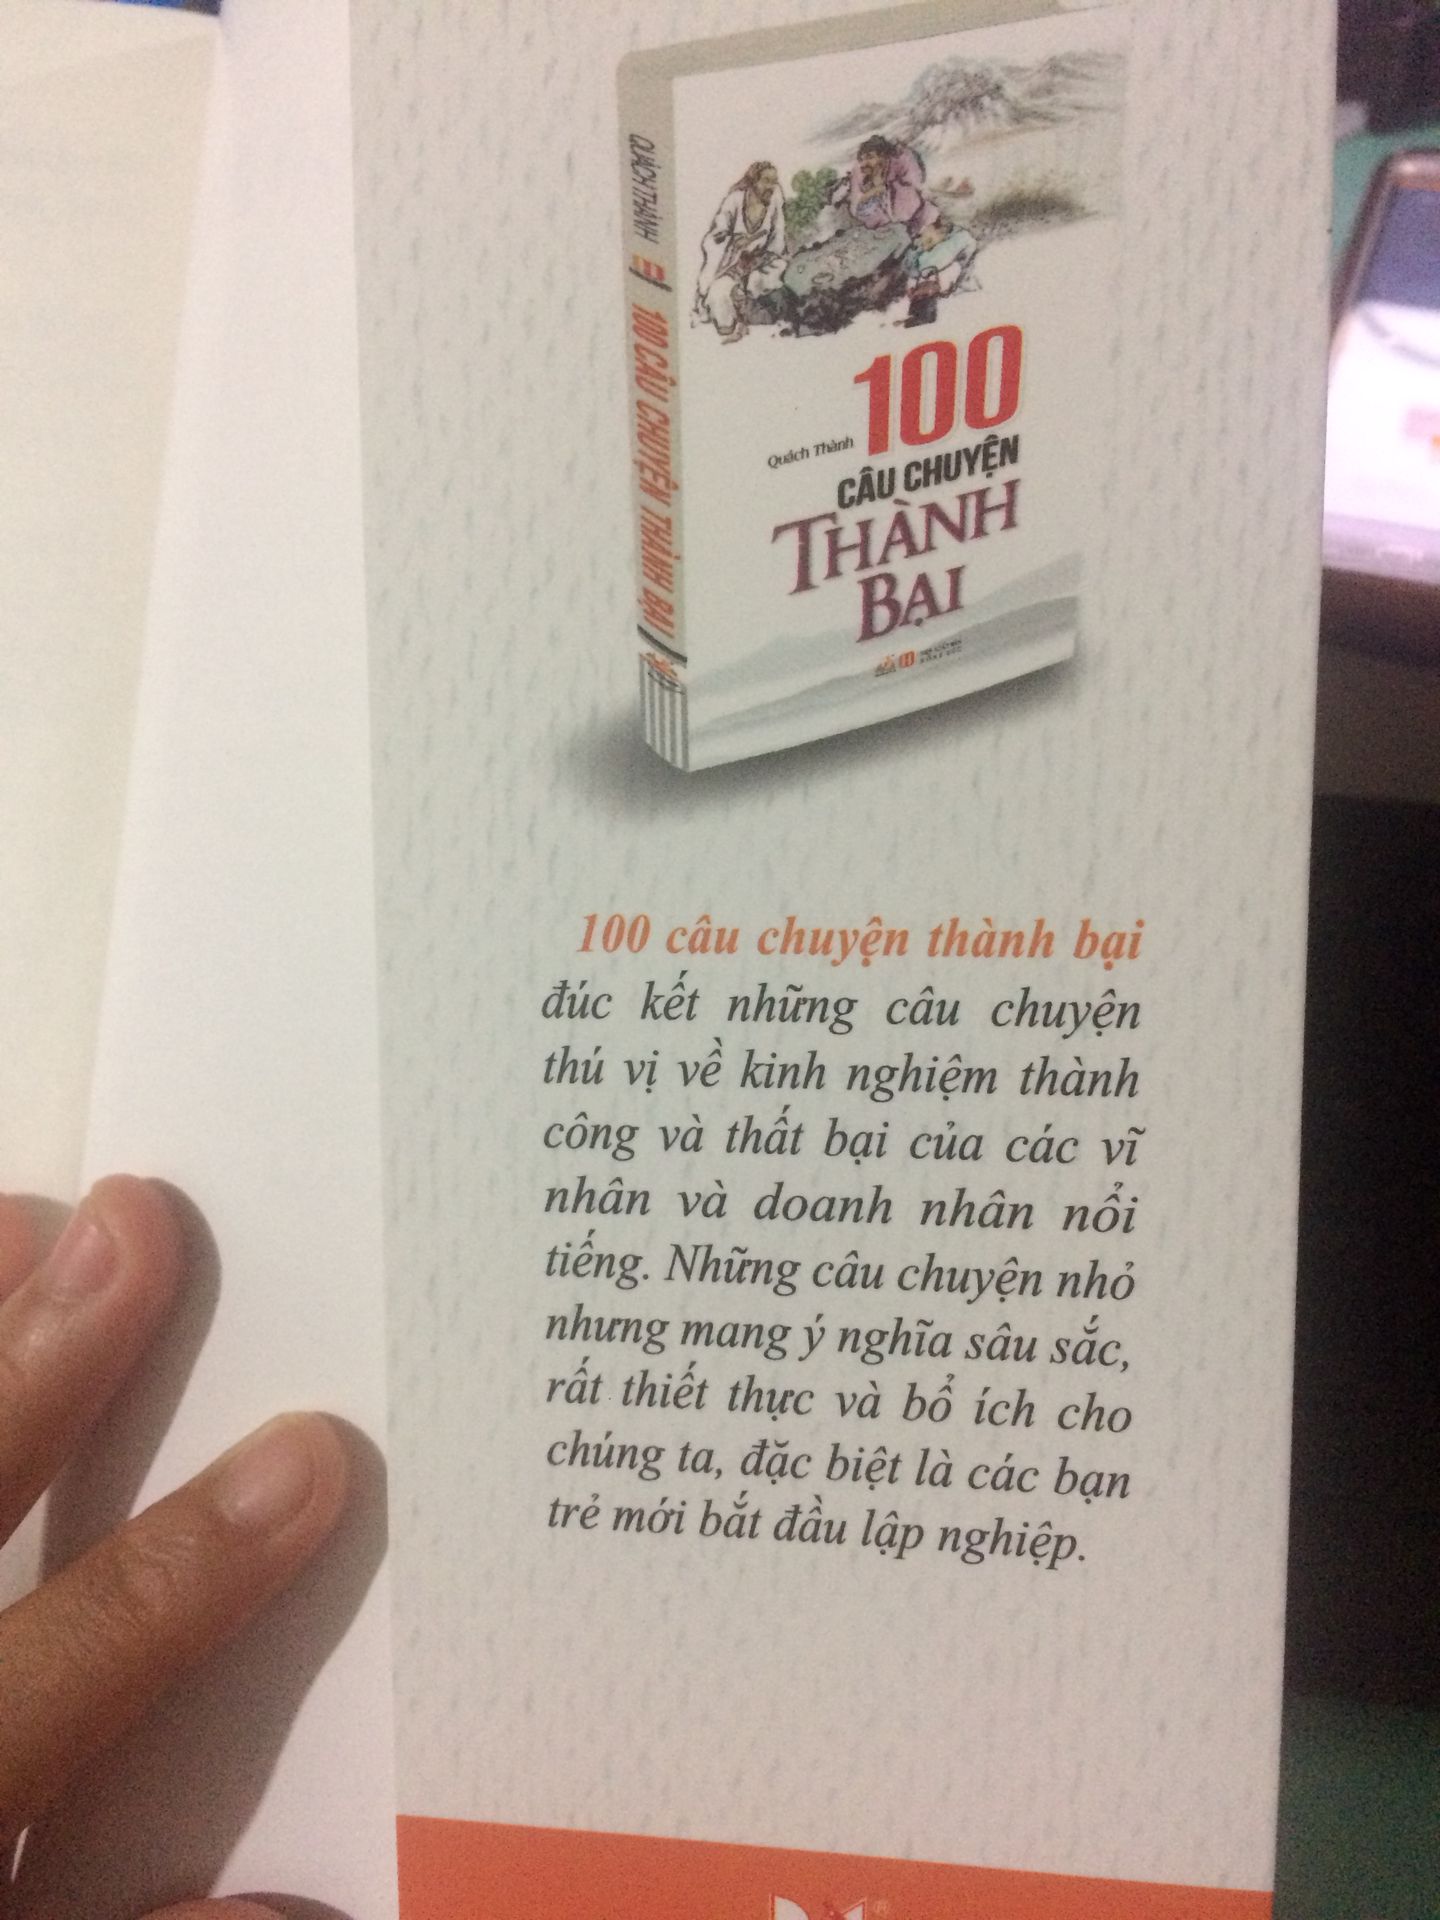 QUÁCH THÀNH
100 CÂU CHUYỆN THÀNH BẠI
100
Quách Thành
CÂU CHUYỆN
THÀNH
BẠI
100 câu chuyện thành bại
đúc kết những câu chuyện
thú vị về kinh nghiệm thành
công và thất bại của các vĩ
nhân và doanh nhân nổi
tiếng. Những câu chuyện nhỏ
nhưng mang ý nghĩa sâu sắc,
rất thiết thực và bổ ích cho
chúng ta, đặc biệt là các bạn
trẻ mới bắt đầu lập nghiệp.